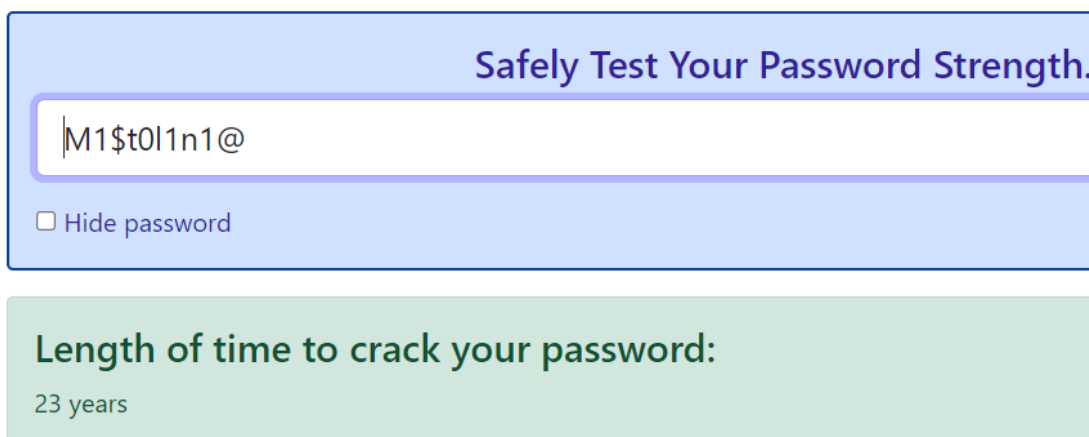 Safely Test Your Password Strength.
M1$t0l1n1@
Hide password
Length of time to crack your password:
23 years